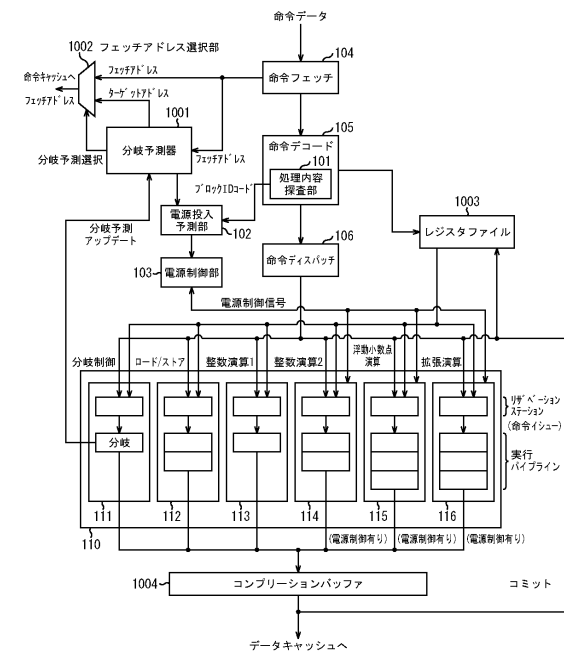 命令データ
1002 フェッチアドレス選択部
104
命令フェッチ
命令キャッシュへ
フェッチアドレス
フェッチアドレス
ターゲットアドレス
1001
分岐予測器
分岐予測選択
フェッチアドレス
105
命令デコード
101
処理内容
探査部
ブロックIDコード
1003
レジスタファイル
電源投入
予測部
102
分岐予測
アップデート
106
命令ディスパッチ
103
電源制御部
電源制御信号
分岐制御
ロード/ストア
整数演算1
整数演算2
浮動小数点
演算
拡張演算
リザベーション
ステーション
(命令イシュー)
分岐
実行
パイプライン
111
112
113
114
115
116
110
(電源制御有り)
(電源制御有り)
(電源制御有り)
1004
コンプリーションバッファ
コミット
データキャッシュへ